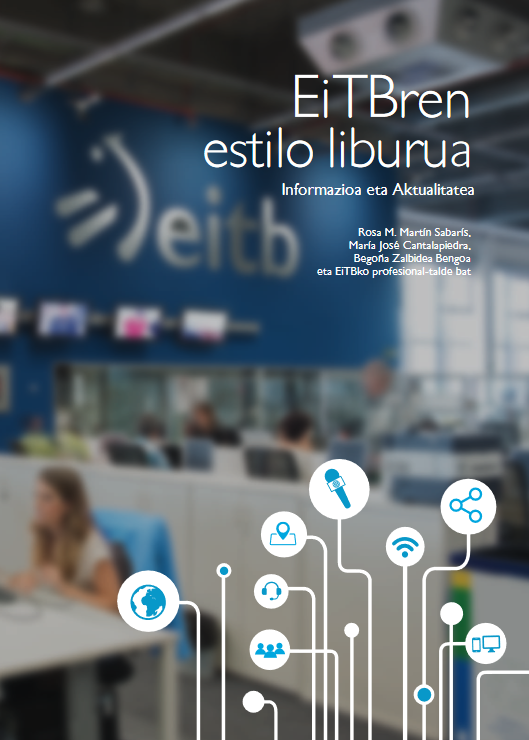 EiTBren
estilo liburua
Informazioa eta Aktualitatea
Rosa M. Martín Sabarís,
María José Cantalapiedra,
Begoña Zalbidea Bengoa
eta EiTBko profesional-talde bat
eitb